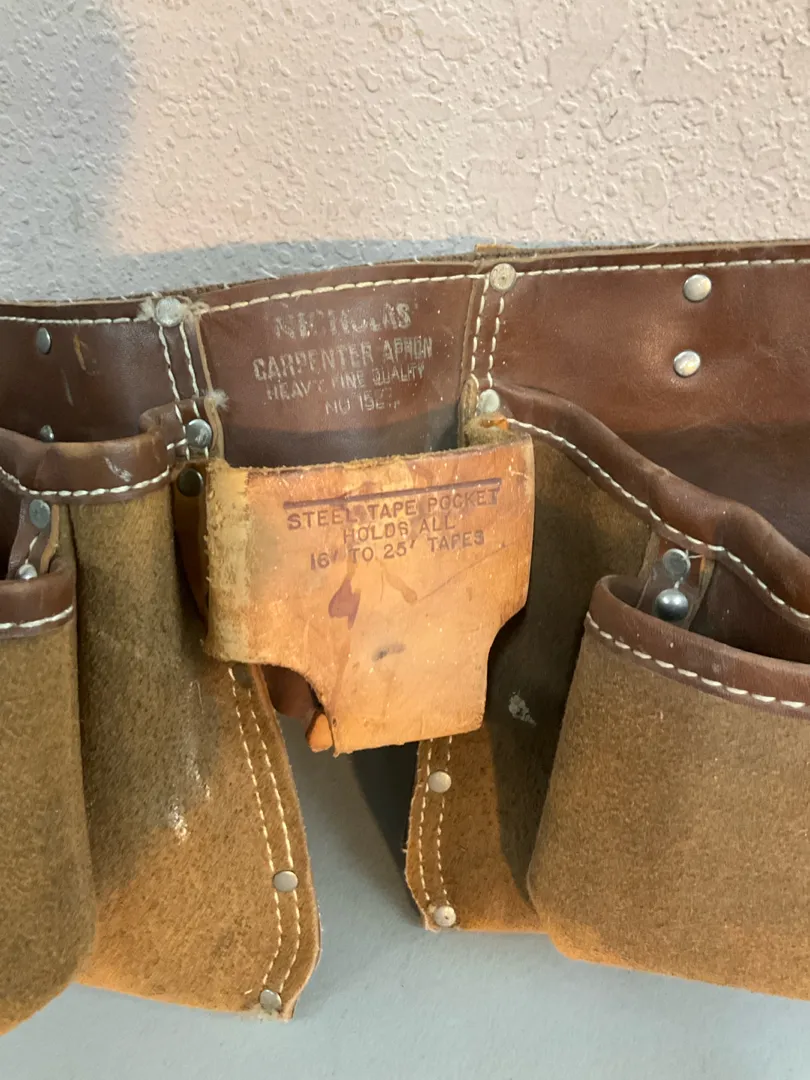 NICHOLAS
CARPENTER APRON
HEAVY FINE QUALITY
NO
STEEL TAPE POCKET
HOLDS ALL
16' TO 25' TAPES